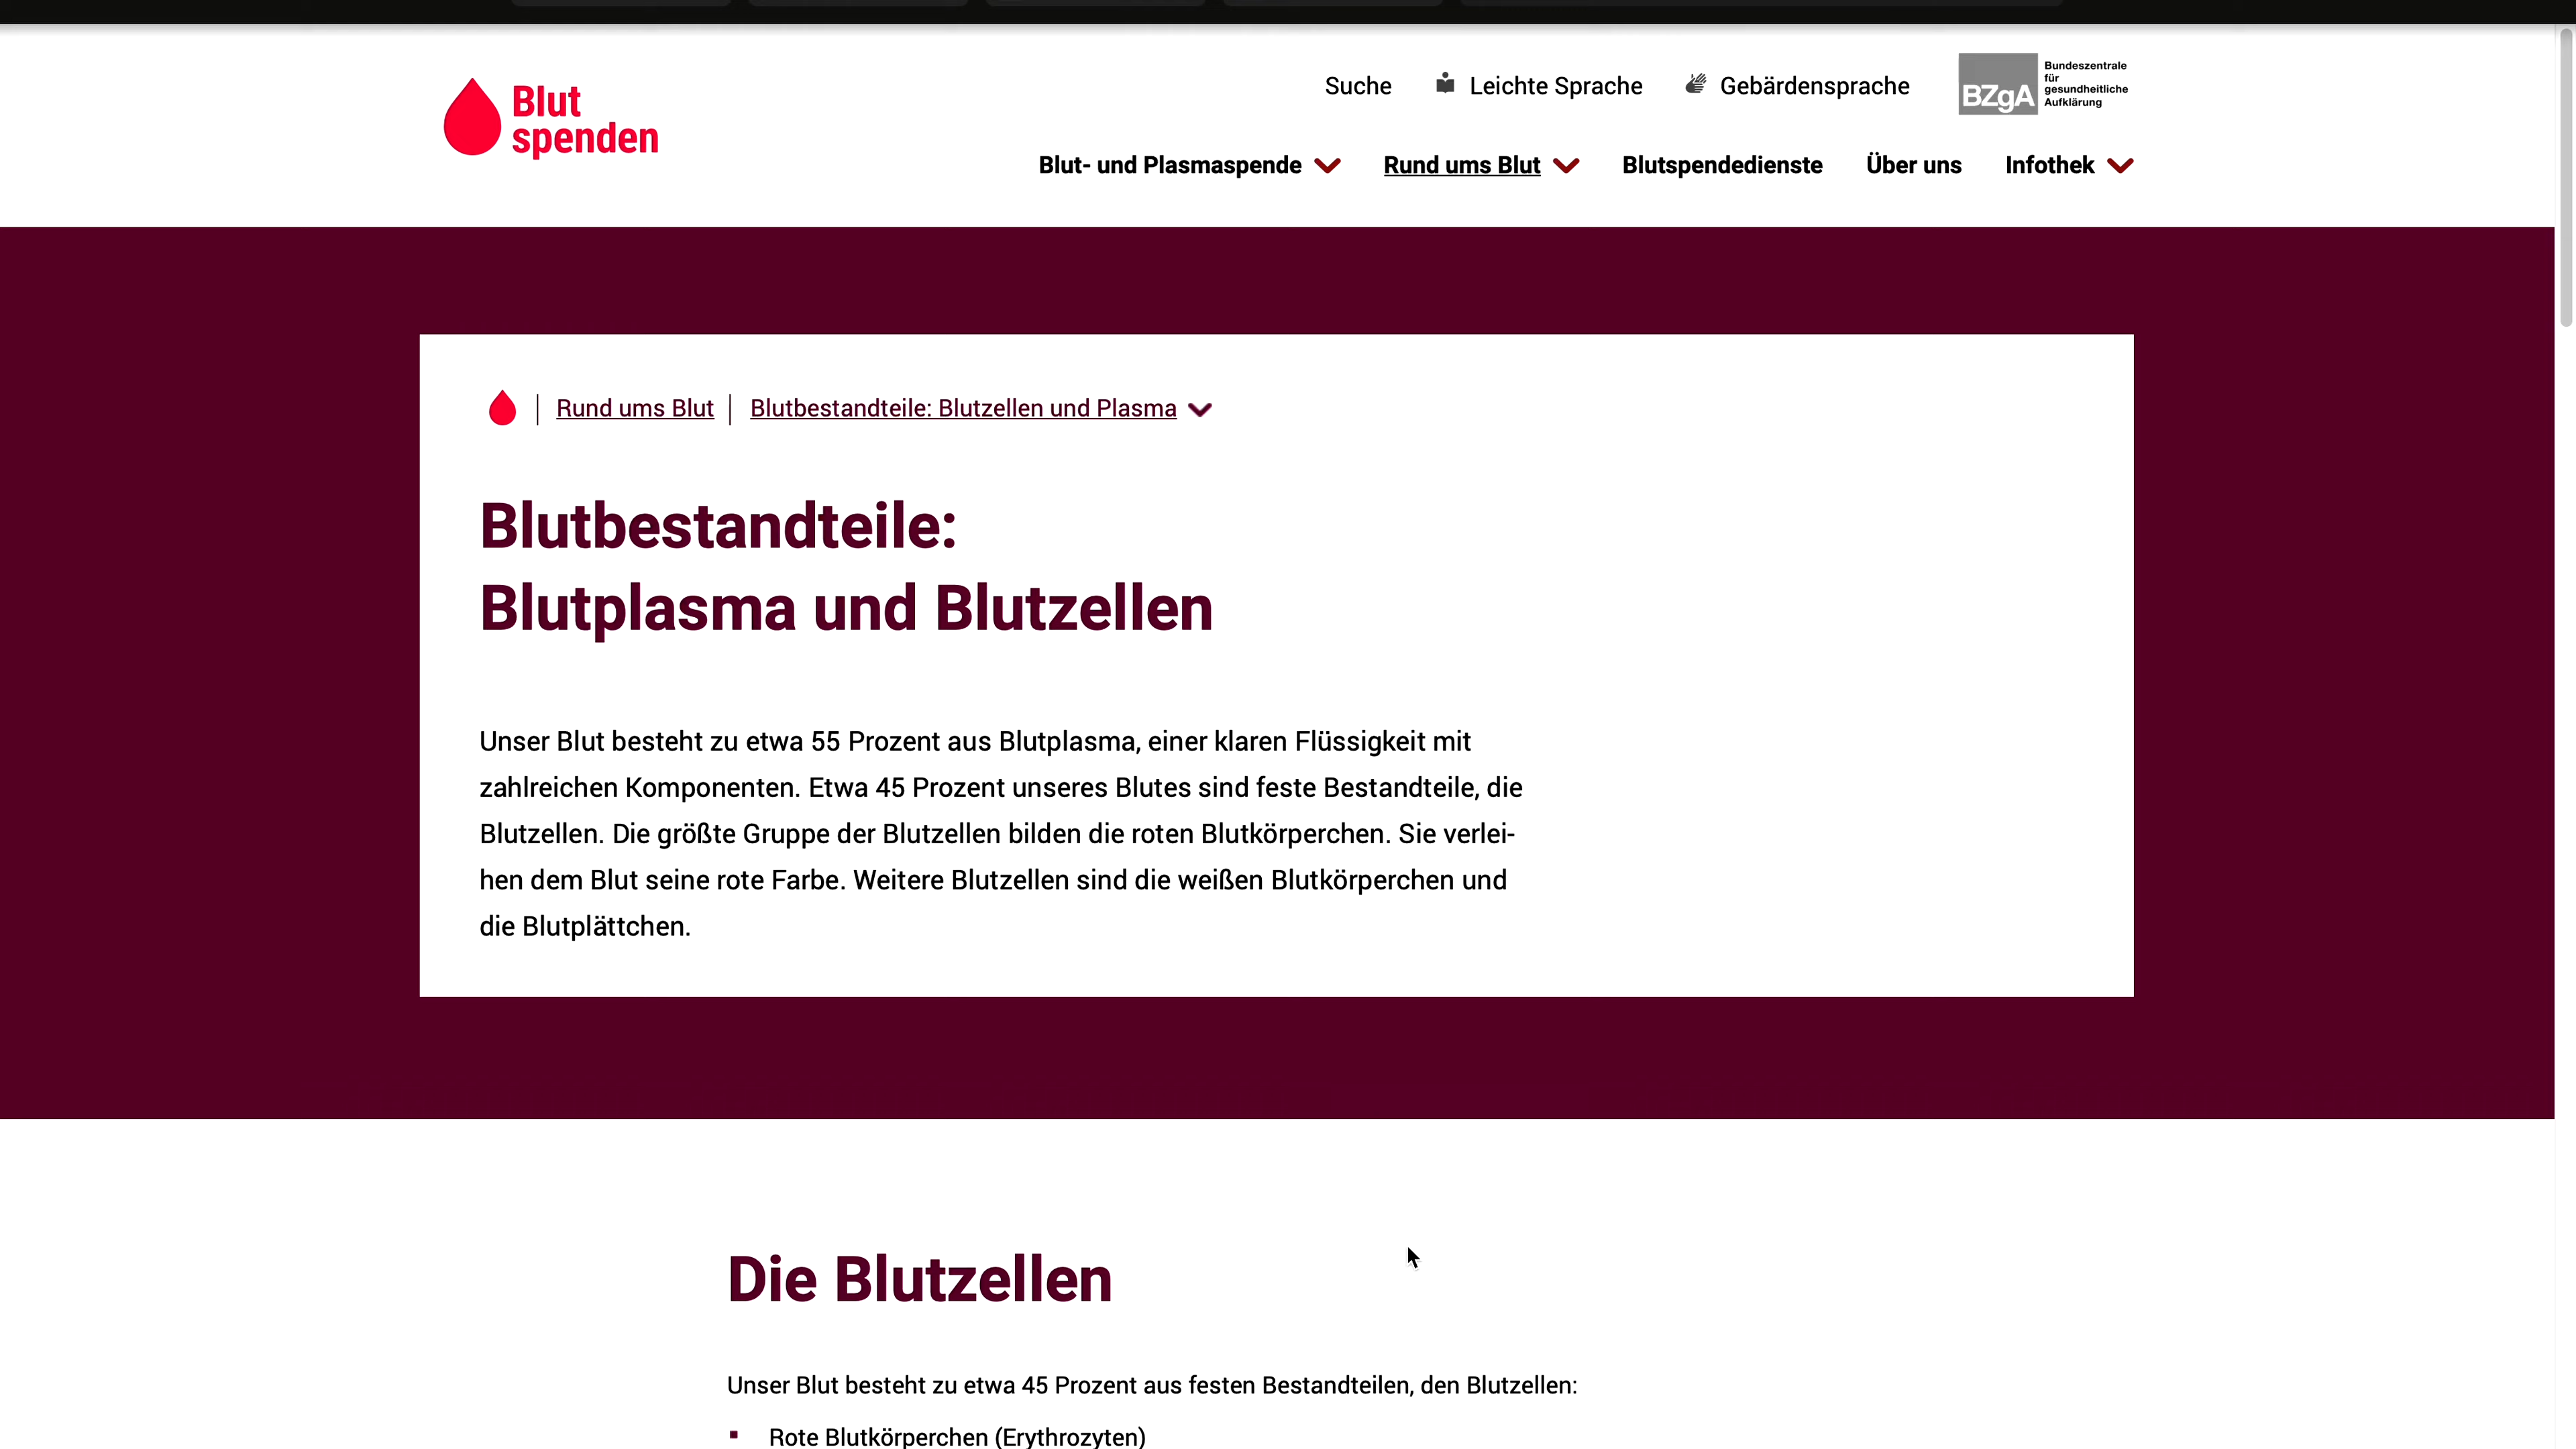 Blut
spenden
Suche
Leichte Sprache
Gebärdensprache
BZgA
Bundeszentrale
für
gesundheitliche
Aufklärung
Blut- und Plasmaspende
Rund ums Blut
Blutspendedienste
Über uns
Infothek
Rund ums Blut
Blutbestandteile: Blutzellen und Plasma
Blutbestandteile:
Blutplasma und Blutzellen
Unser Blut besteht zu etwa 55 Prozent aus Blutplasma, einer klaren Flüssigkeit mit
zahlreichen Komponenten. Etwa 45 Prozent unseres Blutes sind feste Bestandteile, die
Blutzellen. Die größte Gruppe der Blutzellen bilden die roten Blutkörperchen. Sie verlei-
hen dem Blut seine rote Farbe. Weitere Blutzellen sind die weißen Blutkörperchen und
die Blutplättchen.
Die Blutzellen
Unser Blut besteht zu etwa 45 Prozent aus festen Bestandteilen, den Blutzellen:
Rote Blutkörperchen (Erythrozyten)